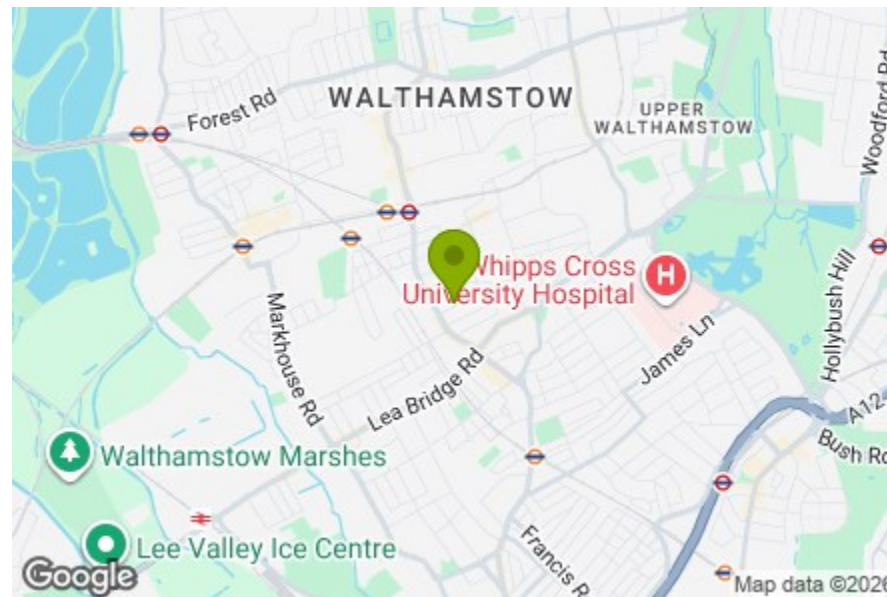 Forest Rd
WALTHAMSTOW
UPPER
WALTHAMSTOW
Woodford Rd
Whipps Cross
University Hospital
H
Hollybush Hill
Markhouse Rd
James Ln
Lea Bridge Rd
A12
Bush Rd
Walthamstow Marshes
Lee Valley Ice Centre
Francis R
Google
Map data ©2026